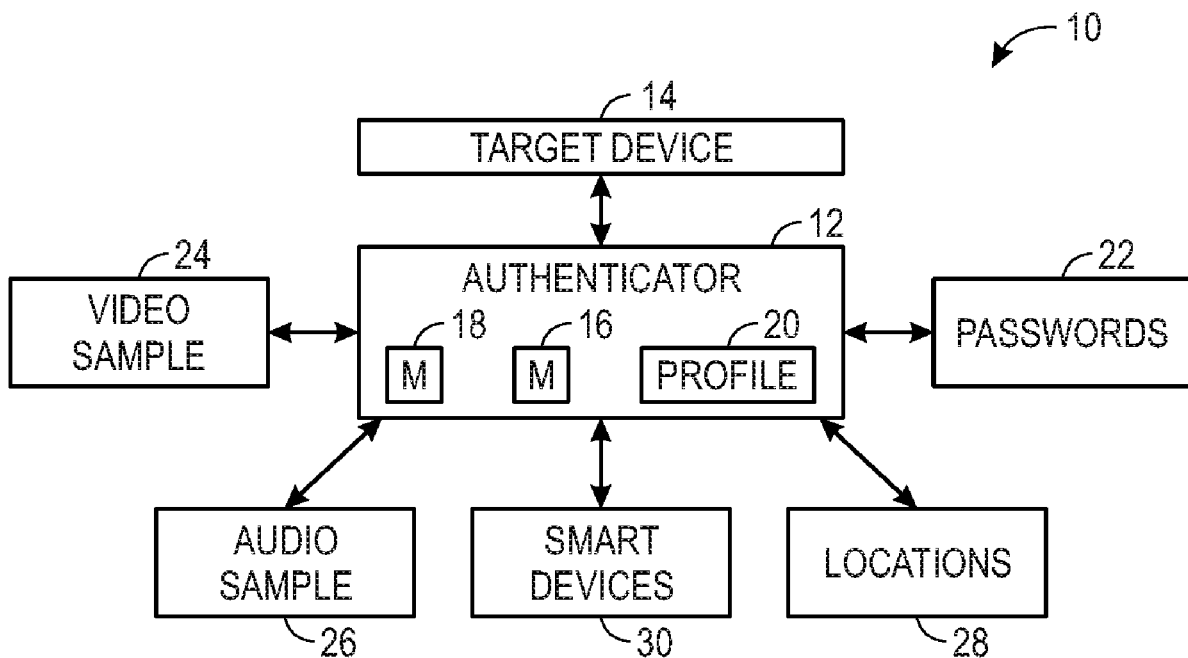 10
14
TARGET DEVICE
12
AUTHENTICATOR
18
16
20
M
M
PROFILE
24
VIDEO
SAMPLE
22
PASSWORDS
AUDIO
SAMPLE
26
SMART
DEVICES
30
LOCATIONS
28